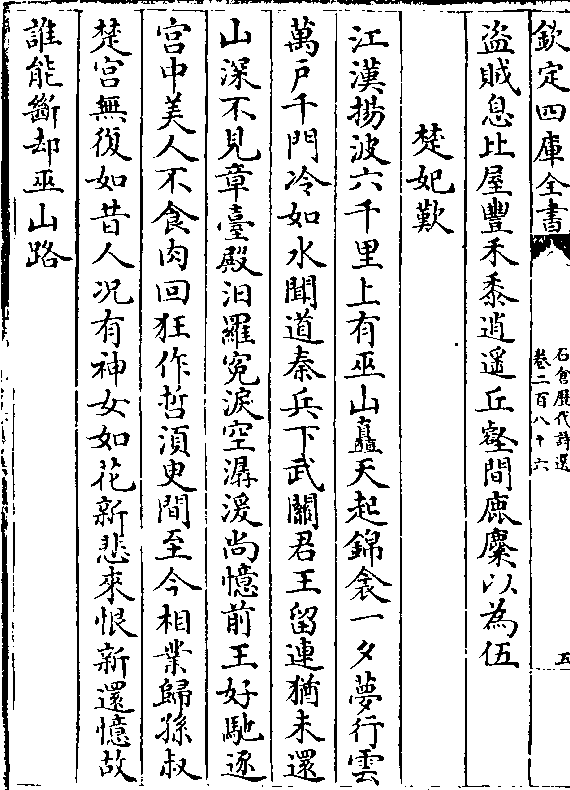 欽定四庫全書
石倉歷代詩選
卷二百八十六
五
盜賊息比屋豐禾黍逍遥丘壑間鹿麋以為伍
楚妃歎
江漢揚波六千里上有巫山矗天起錦衾一夕夢行雲
萬戸千門冷如水聞道秦兵下武關君王留連猶未還
山深不見章臺殿汨羅寃淚空潺湲尚憶前王好馳逐
宫中美人不食肉回狂作哲湏臾間至今相業歸孫叔
楚宫無復如昔人况有神女如花新悲來恨新還憶故
誰能斷却巫山路